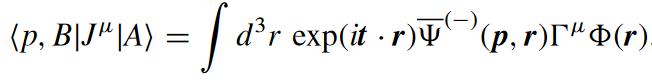 ⟨p, B|J^μ|A⟩ = ∫ d³r exp(it · r)Ψ̅^(−)(p, r)Γ^μΦ(r).